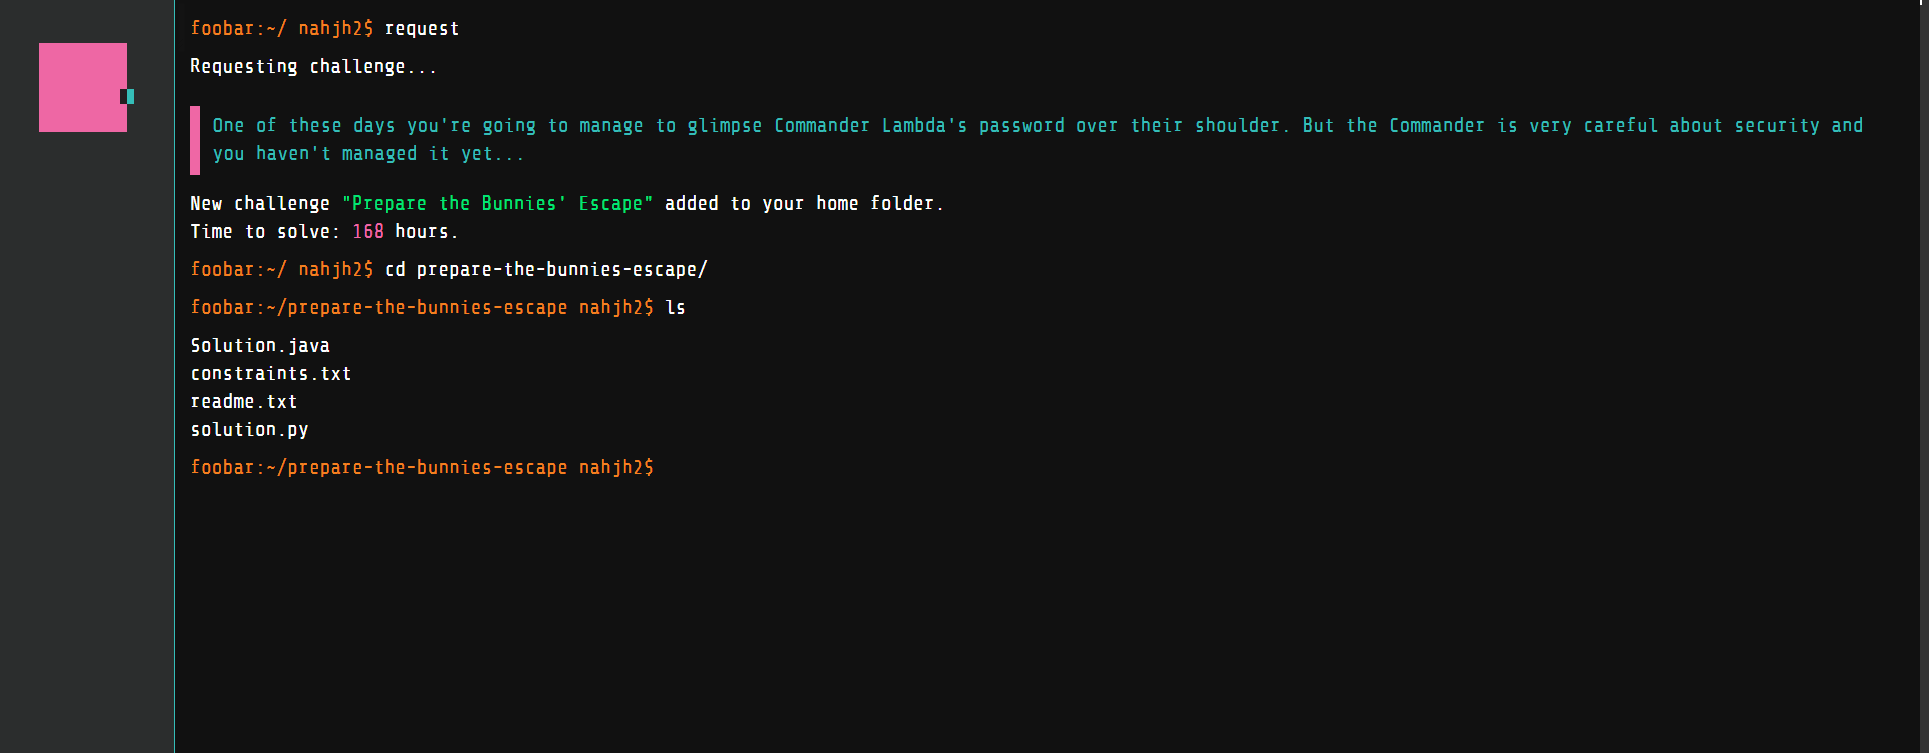 foobar:~/ nahjh2$ request
Requesting challenge...
One of these days you're going to manage to glimpse Commander Lambda's password over their shoulder. But the Commander is very careful about security and
you haven't managed it yet...
New challenge "Prepare the Bunnies' Escape" added to your home folder.
Time to solve: 168 hours.
foobar:~/ nahjh2$ cd prepare-the-bunnies-escape/
foobar:~/prepare-the-bunnies-escape nahjh2$ ls
Solution.java
constraints.txt
readme.txt
solution.py
foobar:~/prepare-the-bunnies-escape nahjh2$